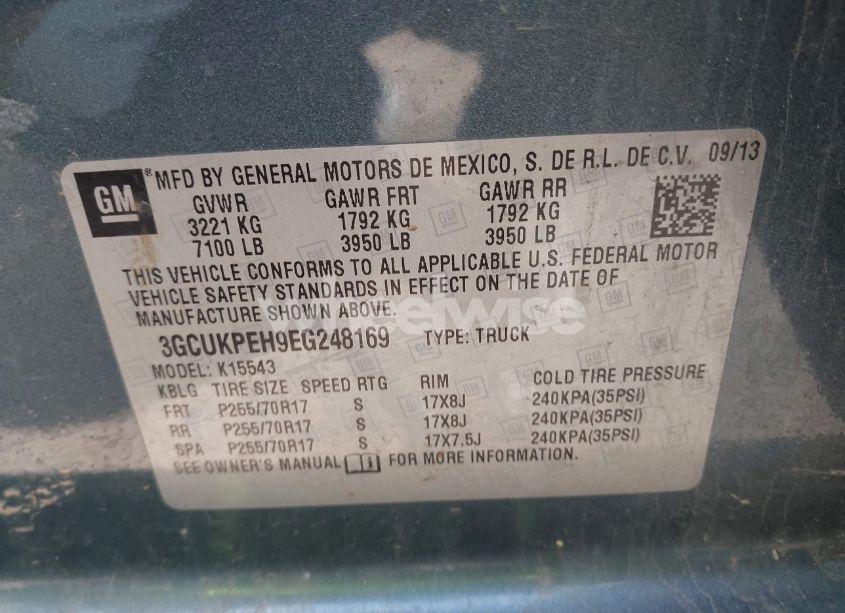 GM ® MFD BY GENERAL MOTORS DE MEXICO, S. DE R.L. DE C.V. 09/13
GVWR GAWR FRT GAWR RR
3221 KG 1792 KG 1792 KG
7100 LB 3950 LB 3950 LB
THIS VEHICLE CONFORMS TO ALL APPLICABLE U.S. FEDERAL MOTOR
VEHICLE SAFETY STANDARDS IN EFFECT ON THE DATE OF
MANUFACTURE SHOWN ABOVE.
wheelwise
3GCUKPEH9EG248169 TYPE: TRUCK
MODEL: K15543
KBLG TIRE SIZE SPEED RTG RIM COLD TIRE PRESSURE
FRT P255/70R17 S 17X8J 240KPA(35PSI)
RR P255/70R17 S 17X8J 240KPA(35PSI)
SPA P255/70R17 S 17X7.5J 240KPA(35PSI)
SEE OWNER'S MANUAL FOR MORE INFORMATION.